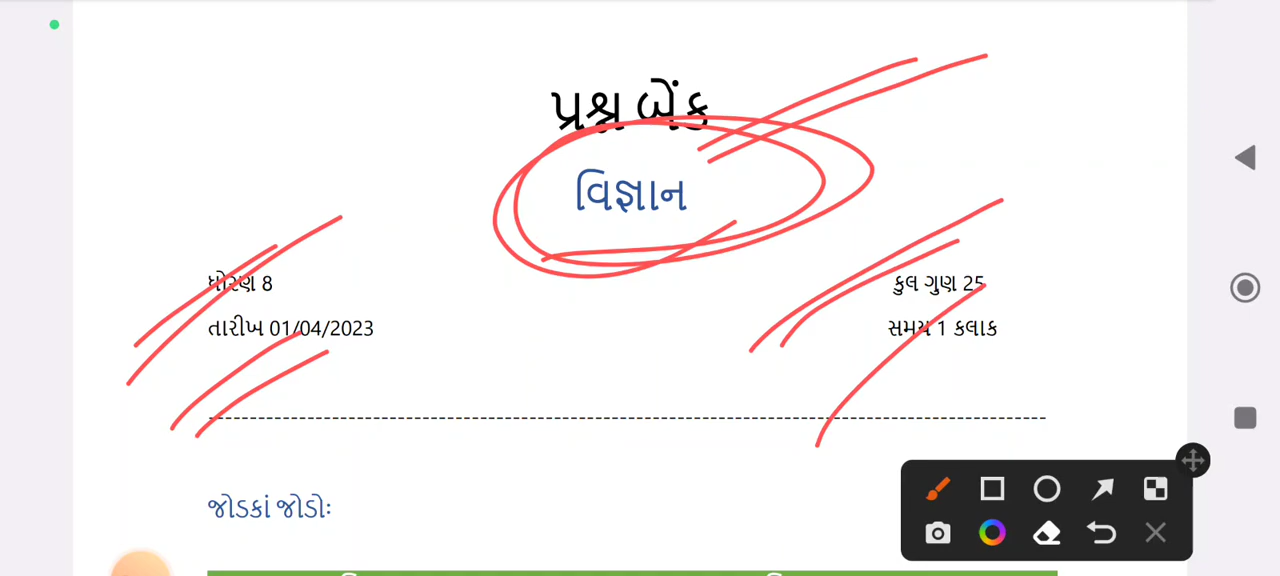 પ્રશ્ન બેંક
વિજ્ઞાન
ધોરણ 8
કુલ ગુણ 25
તારીખ 01/04/2023
સમય 1 કલાક
જોડકાં જોડોઃ